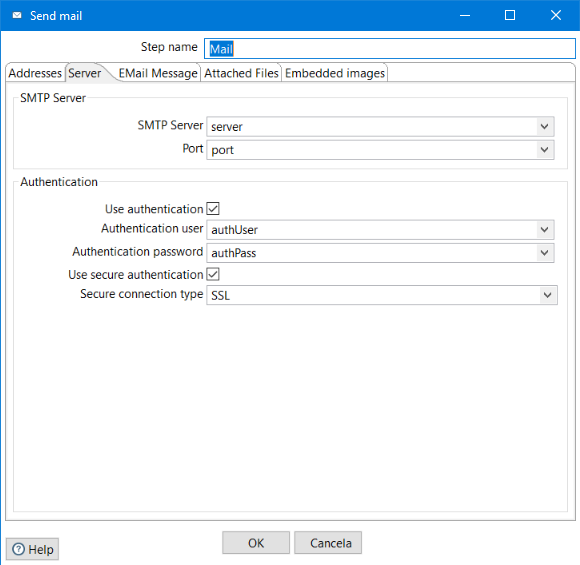 Send mail
Step name Mail
Addresses Server EMail Message Attached Files Embedded images
SMTP Server
SMTP Server server
Port port
Authentication
Use authentication
Authentication user authUser
Authentication password authPass
Use secure authentication
Secure connection type SSL
Help OK Cancela